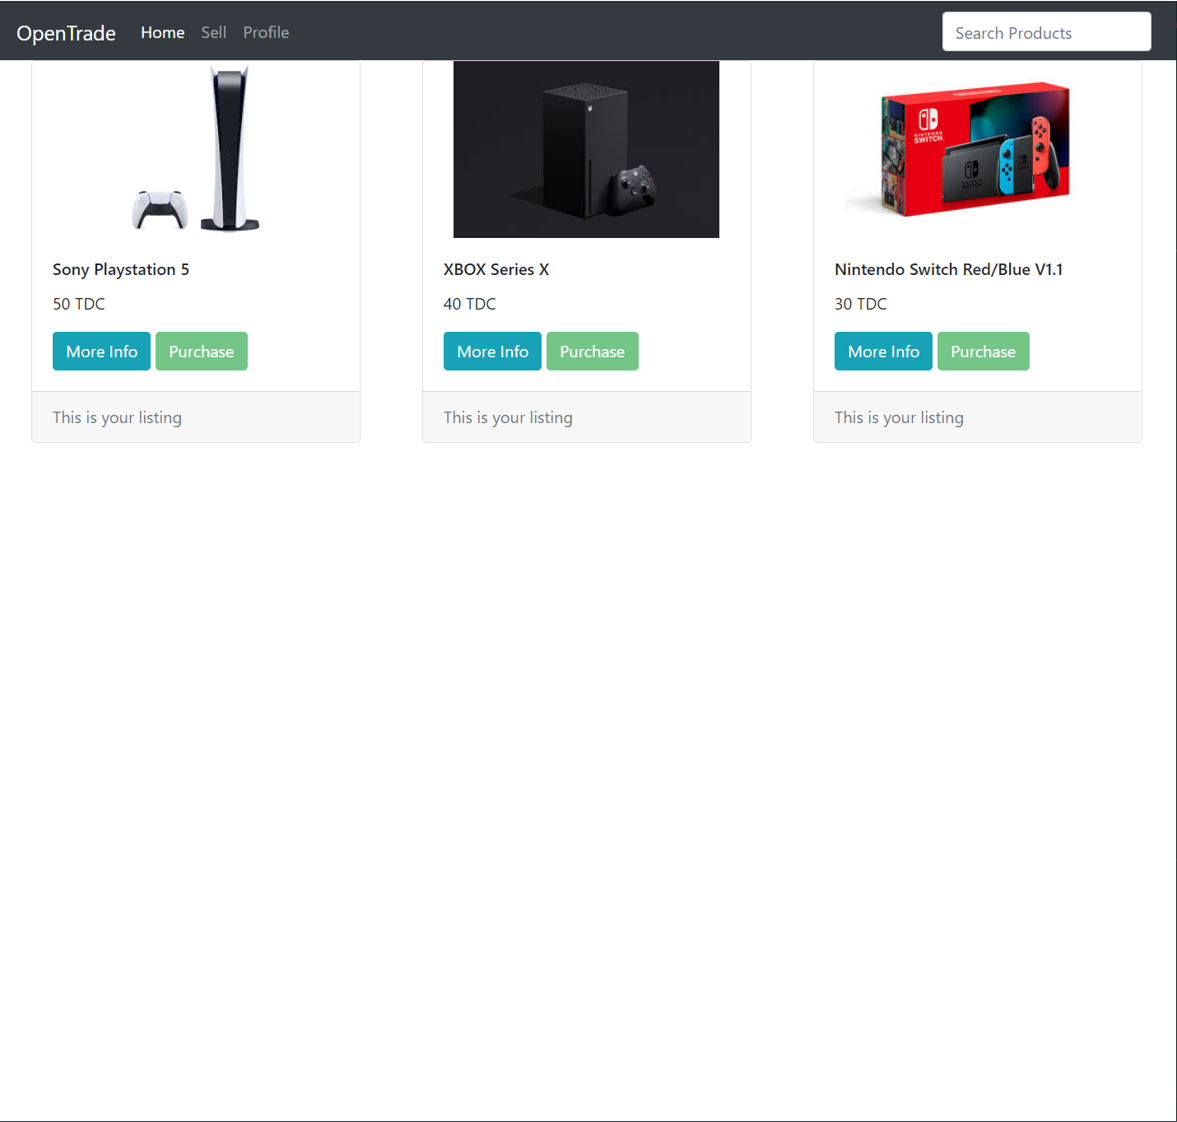 OpenTrade Home Sell Profile Search Products
NINTENDO
SWITCH
Sony Playstation 5
50 TDC
More Info Purchase
This is your listing
XBOX Series X
40 TDC
More Info Purchase
This is your listing
Nintendo Switch Red/Blue V1.1
30 TDC
More Info Purchase
This is your listing